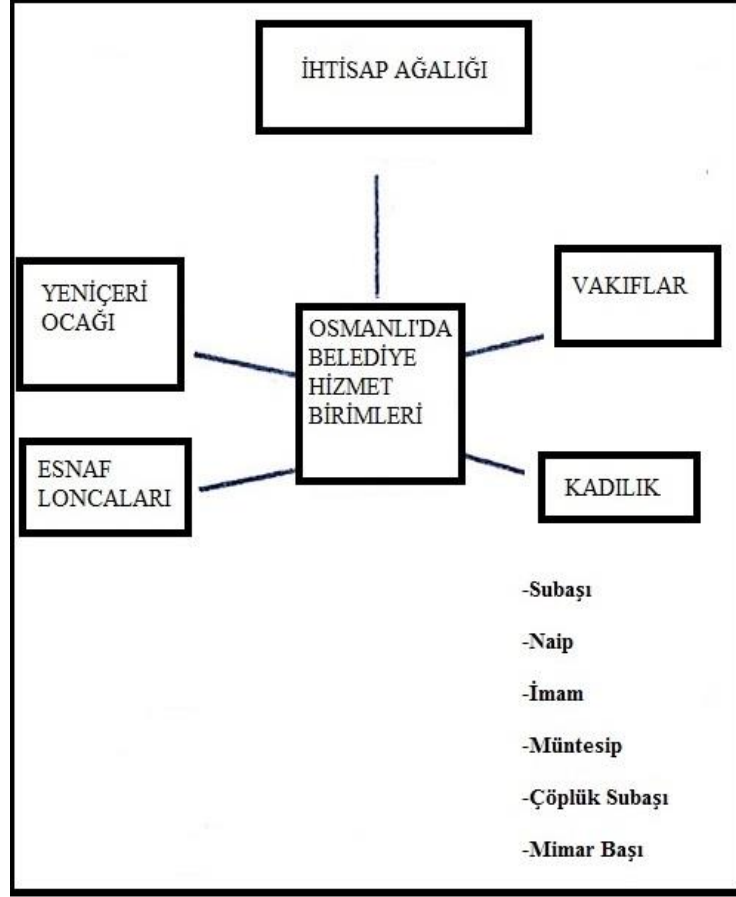 İHTİSAP AĞALIĞI
YENİÇERİ
OCAĞI
VAKIFLAR
OSMANLI'DA
BELEDİYE
HİZMET
BİRİMLERİ
ESNAF
LONCALARI
KADILIK
-Subaşı
-Naip
-İmam
-Müntesip
-Çöplük Subaşı
-Mimar Başı